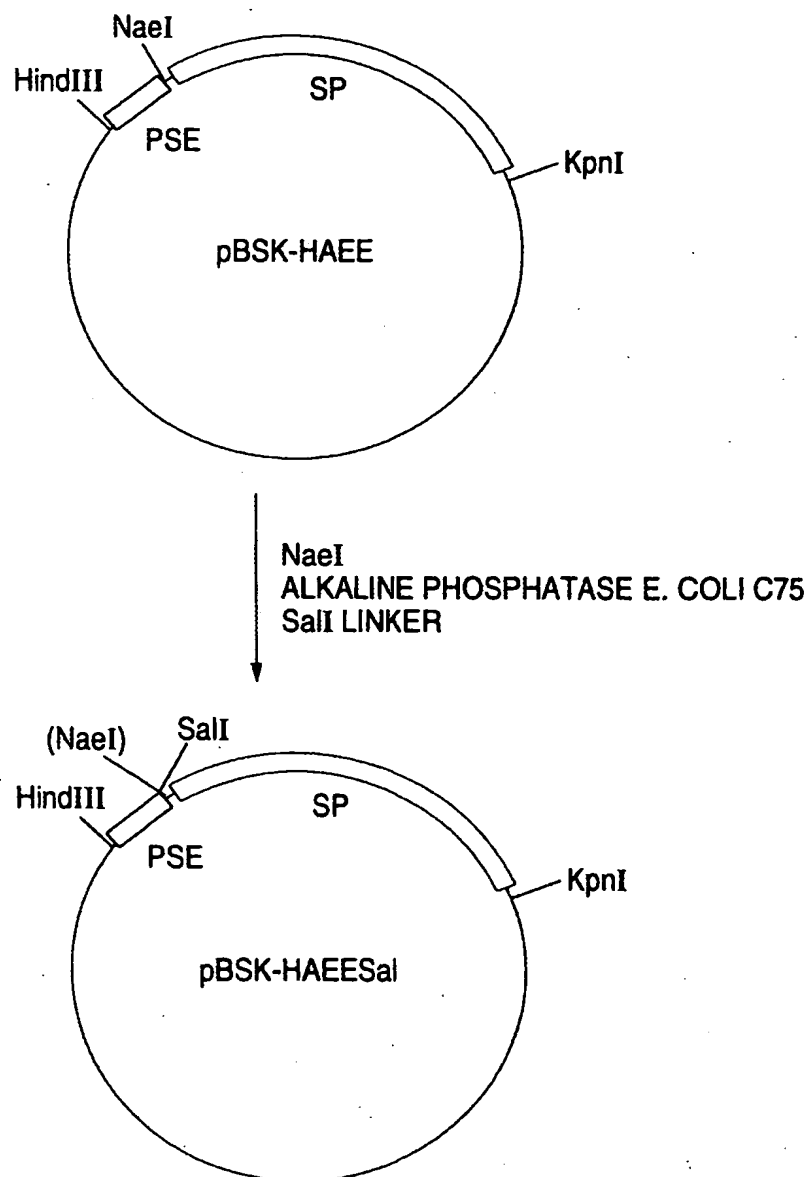 NaeI
HindIII
SP
PSE
KpnI
pBSK-HAEE
NaeI
ALKALINE PHOSPHATASE E. COLI C75
SalI LINKER
SalI
(NaeI)
HindIII
SP
PSE
KpnI
pBSK-HAEESal